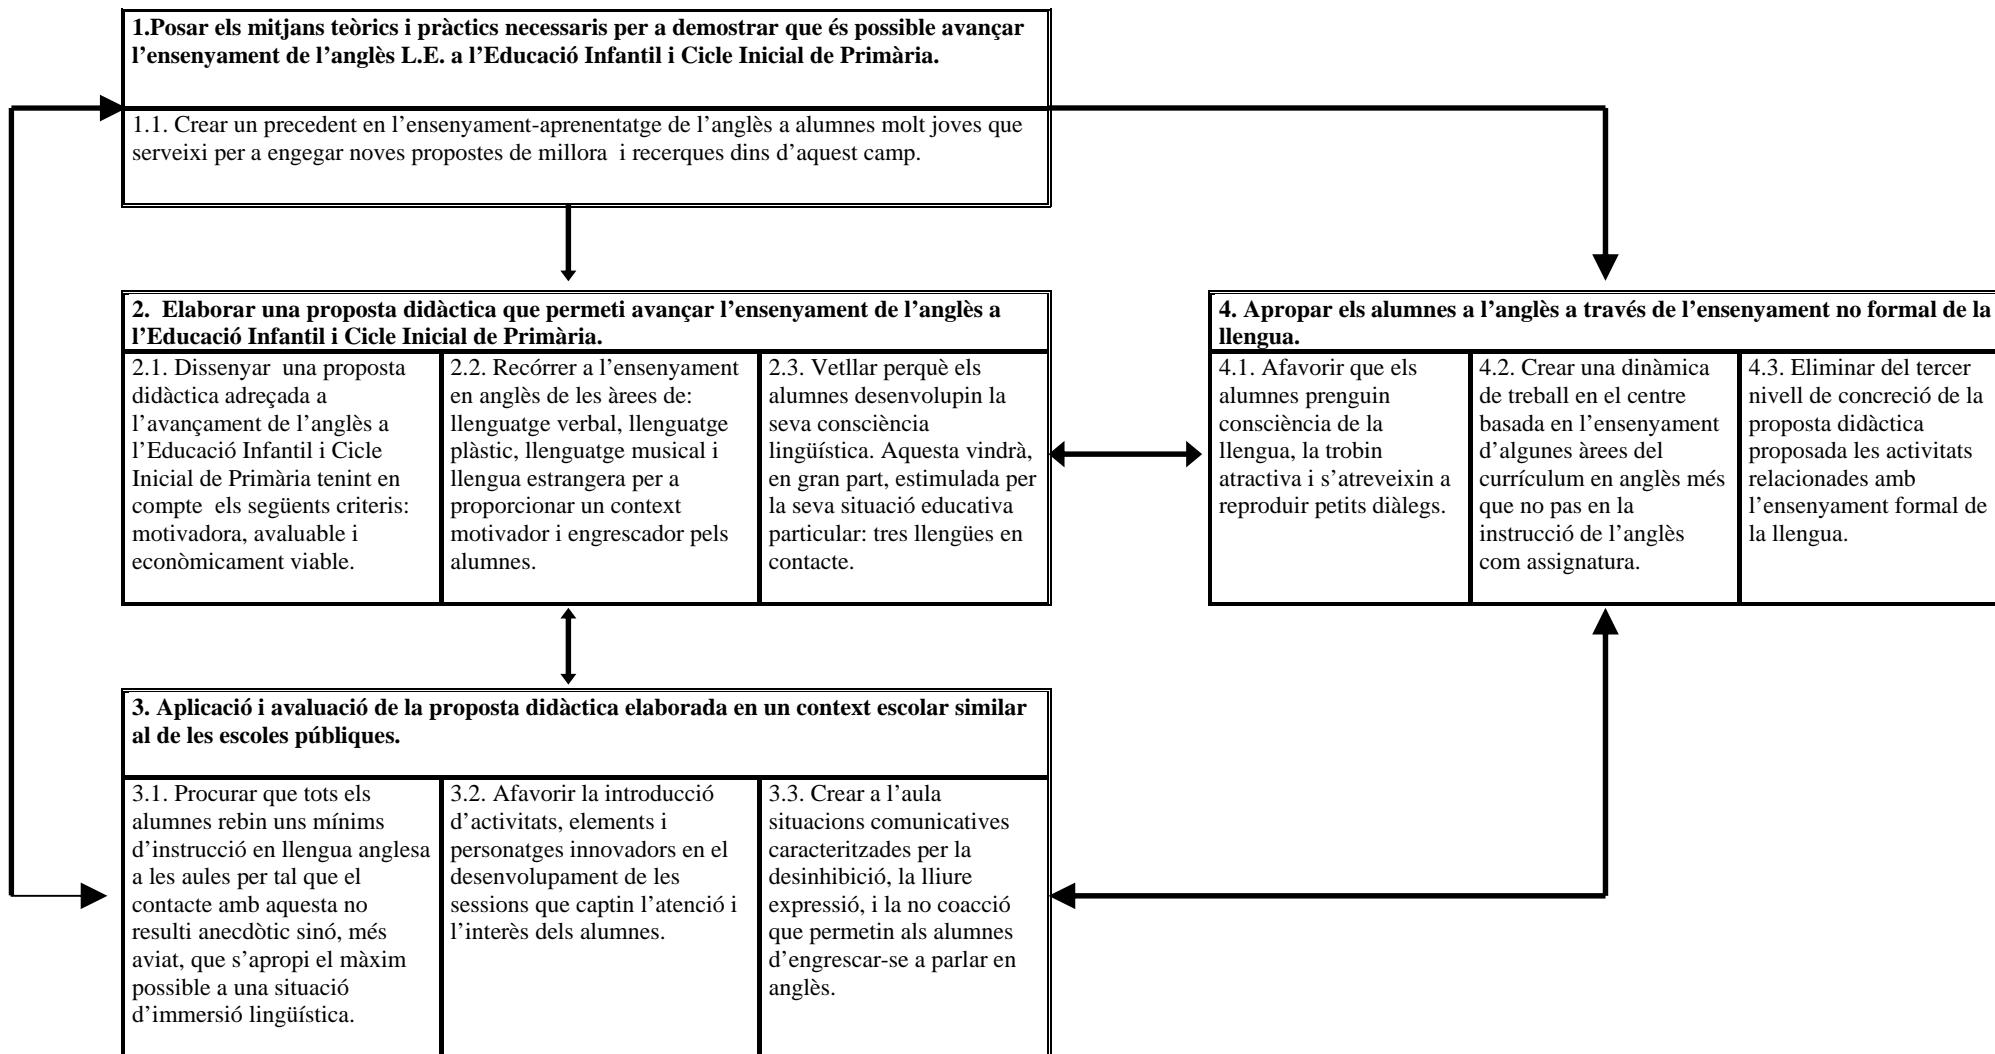 1.Posar els mitjans teòrics i pràctics necessaris per a demostrar que és possible avançar
l’ensenyament de l’anglès L.E. a l’Educació Infantil i Cicle Inicial de Primària.
1.1. Crear un precedent en l’ensenyament-aprenentatge de l’anglès a alumnes molt joves que
serveixi per a engegar noves propostes de millora  i recerques dins d’aquest camp.
2.  Elaborar una proposta didàctica que permeti avançar l’ensenyament de l’anglès a
l’Educació Infantil i Cicle Inicial de Primària.
2.1. Dissenyar  una proposta
didàctica adreçada a
l’avançament de l’anglès a
l’Educació Infantil i Cicle
Inicial de Primària tenint en
compte  els següents criteris:
motivadora, avaluable i
econòmicament viable.
2.2. Recórrer a l’ensenyament
en anglès de les àrees de:
llenguatge verbal, llenguatge
plàstic, llenguatge musical i
llengua estrangera per a
proporcionar un context
motivador i engrescador pels
alumnes.
2.3. Vetllar perquè els
alumnes desenvolupin la
seva consciència
lingüística. Aquesta vindrà,
en gran part, estimulada per
la seva situació educativa
particular: tres llengües en
contacte.
4. Apropar els alumnes a l’anglès a través de l’ensenyament no formal de la
llengua.
4.1. Afavorir que els
alumnes prenguin
consciència de la
llengua, la trobin
atractiva i s’atreveixin a
reproduir petits diàlegs.
4.2. Crear una dinàmica
de treball en el centre
basada en l’ensenyament
d’algunes àrees del
currículum en anglès més
que no pas en la
instrucció de l’anglès
com assignatura.
4.3. Eliminar del tercer
nivell de concreció de la
proposta didàctica
proposada les activitats
relacionades amb
l’ensenyament formal de
la llengua.
3. Aplicació i avaluació de la proposta didàctica elaborada en un context escolar similar
al de les escoles públiques.
3.1. Procurar que tots els
alumnes rebin uns mínims
d’instrucció en llengua anglesa
a les aules per tal que el
contacte amb aquesta no
resulti anecdòtic sinó, més
aviat, que s’apropi el màxim
possible a una situació
d’immersió lingüística.
3.2. Afavorir la introducció
d’activitats, elements i
personatges innovadors en el
desenvolupament de les
sessions que captin l’atenció i
l’interès dels alumnes.
3.3. Crear a l’aula
situacions comunicatives
caracteritzades per la
desinhibició, la lliure
expressió, i la no coacció
que permetin als alumnes
d’engrescar-se a parlar en
anglès.